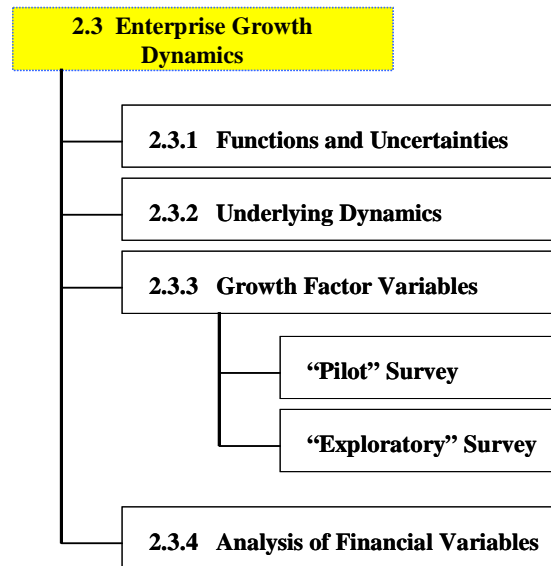 2.3 Enterprise Growth
Dynamics
2.3.1 Functions and Uncertainties
2.3.2 Underlying Dynamics
2.3.3 Growth Factor Variables
“Pilot” Survey
“Exploratory” Survey
2.3.4 Analysis of Financial Variables